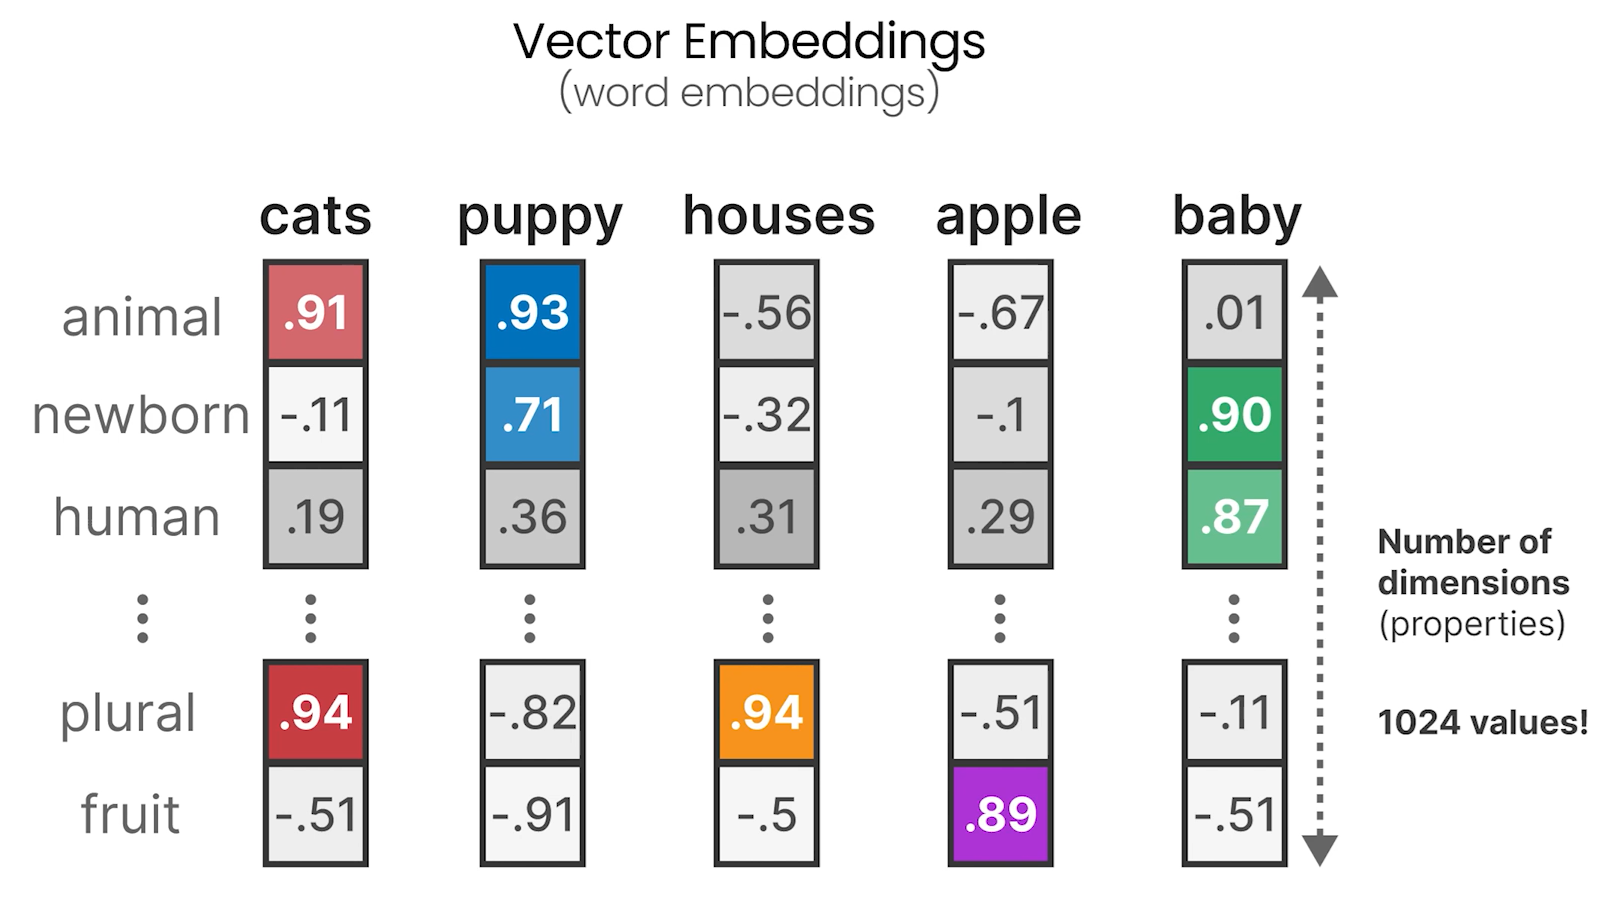 Vector Embeddings
(word embeddings)
cats puppy houses apple baby
animal .91 .93 -.56 -.67 .01
newborn -.11 .71 -.32 -.1 .90
human .19 .36 .31 .29 .87
plural .94 -.82 .94 -.51 -.11
fruit -.51 -.91 -.5 .89 -.51
Number of
dimensions
(properties)
1024 values!